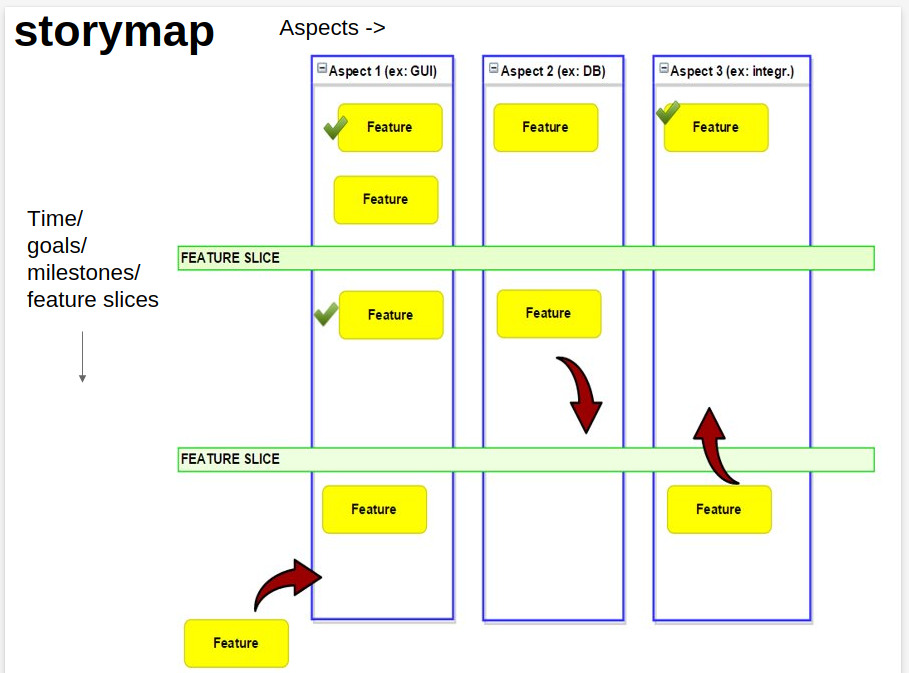 storymap
Aspects ->
Aspect 1 (ex: GUI)
Aspect 2 (ex: DB)
Aspect 3 (ex: integr.)
Feature
Feature
Feature
Feature
Time/
goals/
milestones/
feature slices
FEATURE SLICE
Feature
Feature
FEATURE SLICE
Feature
Feature
Feature